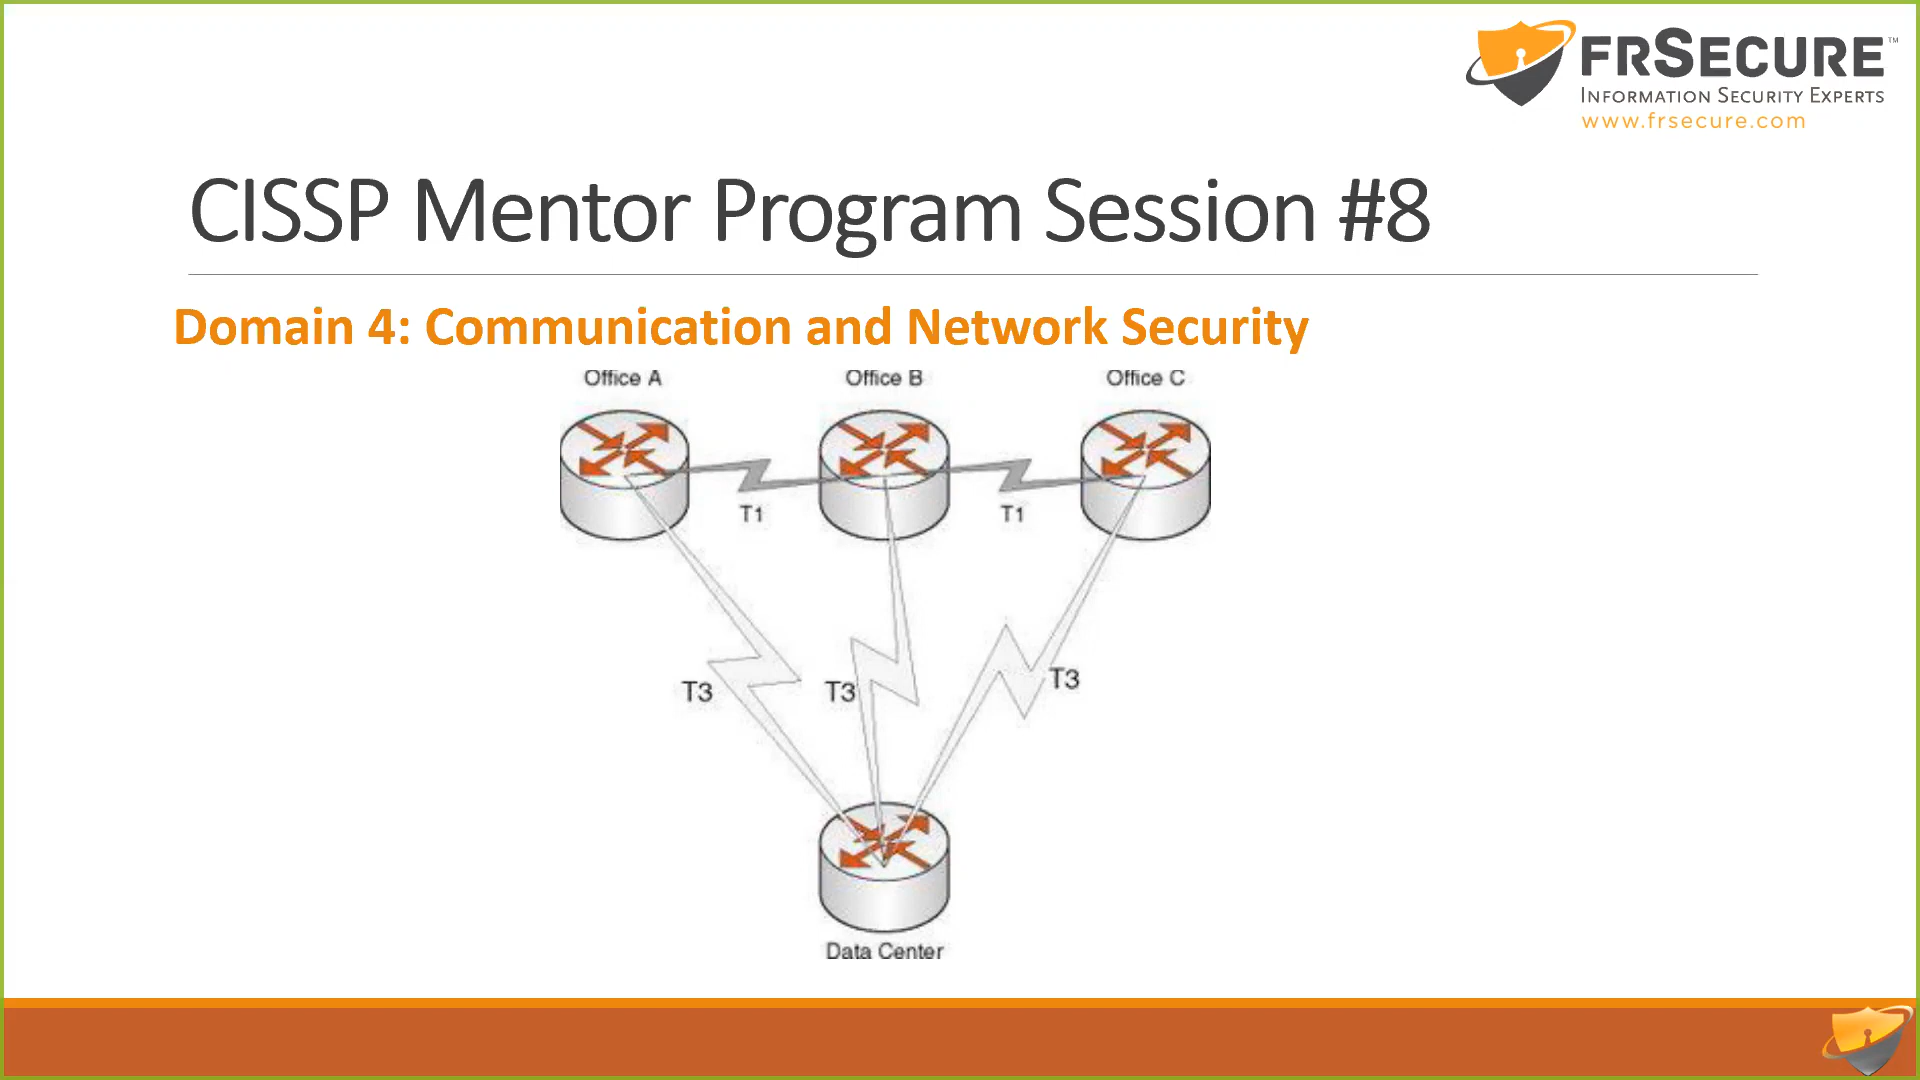 FRSECURE™
INFORMATION SECURITY EXPERTS
www.frsecure.com
CISSP Mentor Program Session #8
Domain 4: Communication and Network Security
Office A
Office B
Office C
T1
T1
T3
T3
T3
Data Center